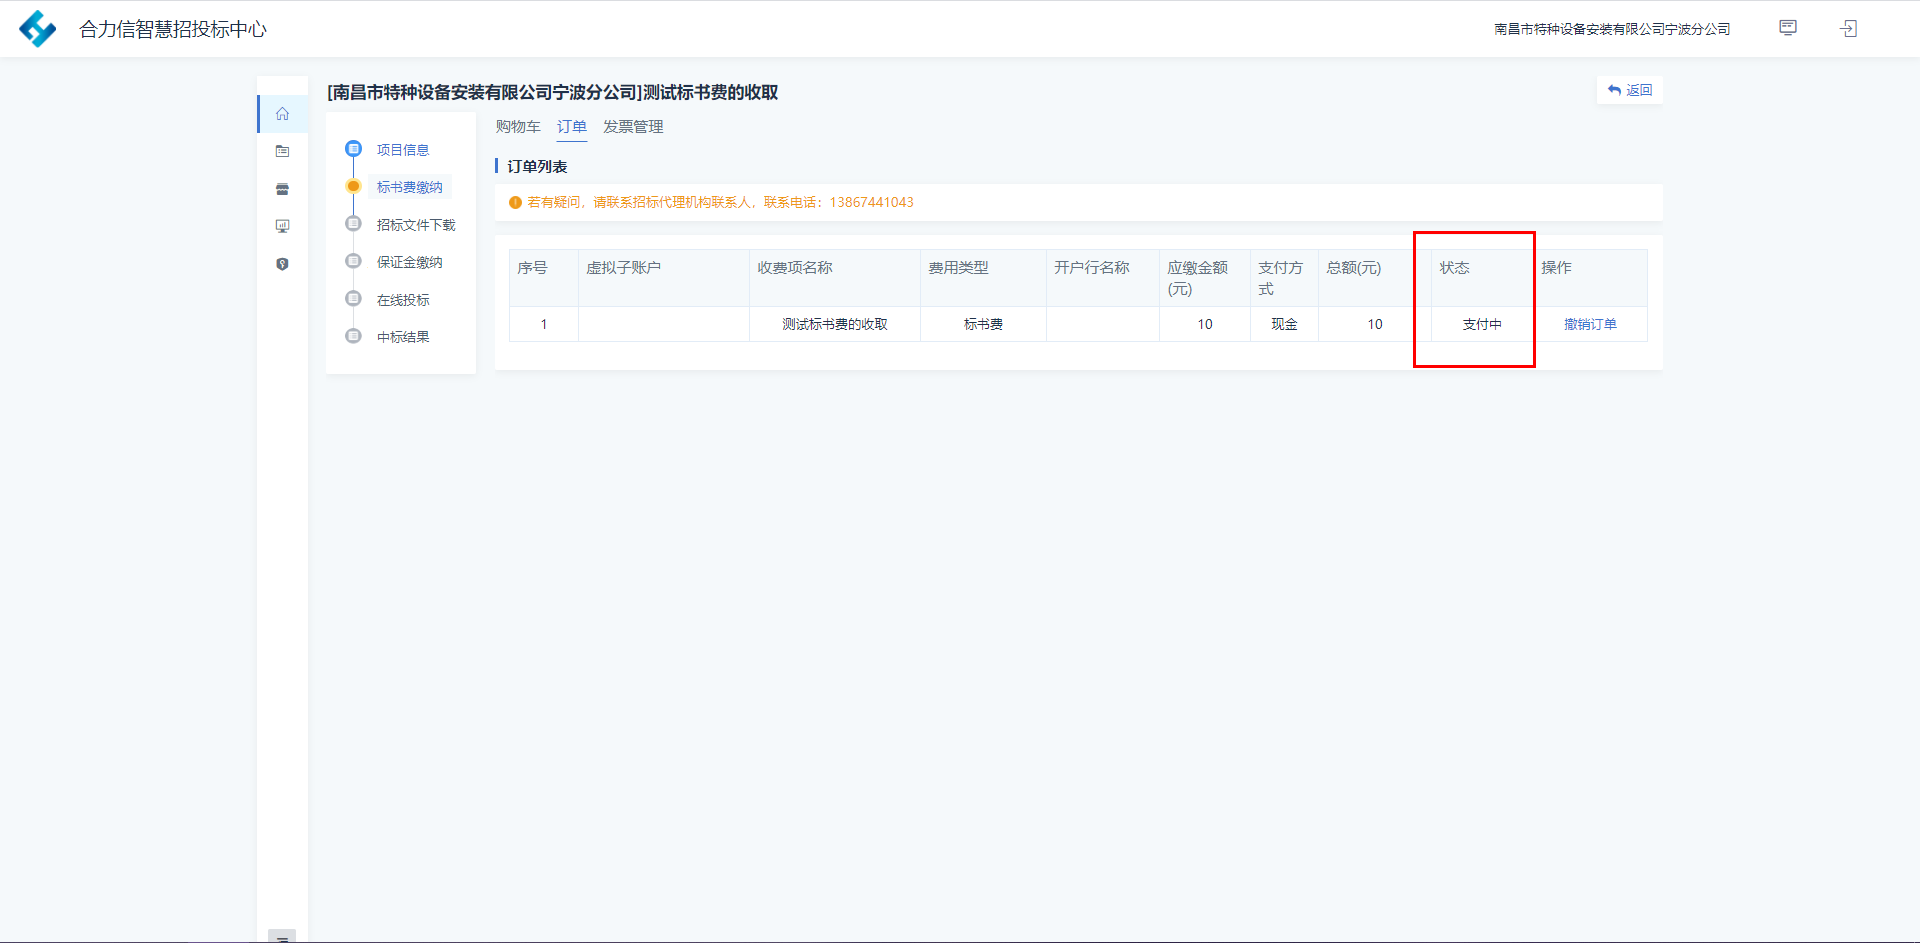 合力信智慧招投标中心
南昌市特种设备安装有限公司宁波分公司
[南昌市特种设备安装有限公司宁波分公司]测试标书费的收取
返回
项目信息
标书费缴纳
招标文件下载
保证金缴纳
在线投标
中标结果
购物车 订单 发票管理
订单列表
若有疑问，请联系招标代理机构联系人，联系电话：13867441043
序号 虚拟子账户 收费项名称 费用类型 开户行名称 应缴金额(元) 支付方式 总额(元) 状态 操作
1 测试标书费的收取 标书费 10 现金 10 支付中 撤销订单